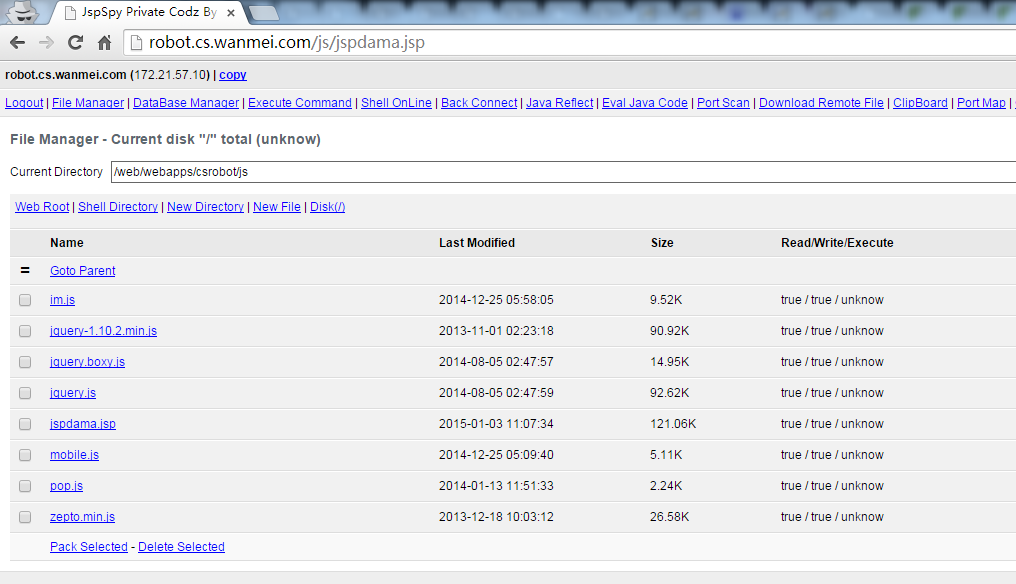 JspSpy Private Codz By
robot.cs.wanmei.com/js/jspdama.jsp
robot.cs.wanmei.com (172.21.57.10) | copy
Logout | File Manager | DataBase Manager | Execute Command | Shell OnLine | Back Connect | Java Reflect | Eval Java Code | Port Scan | Download Remote File | ClipBoard | Port Map |
File Manager - Current disk "/" total (unknow)
Current Directory /web/webapps/csrobot/js
Web Root | Shell Directory | New Directory | New File | Disk(/)
Name Last Modified Size Read/Write/Execute
= Goto Parent
im.js 2014-12-25 05:58:05 9.52K true / true / unknow
jquery-1.10.2.min.js 2013-11-01 02:23:18 90.92K true / true / unknow
jquery.boxy.js 2014-08-05 02:47:57 14.95K true / true / unknow
jquery.js 2014-08-05 02:47:59 92.62K true / true / unknow
jspdama.jsp 2015-01-03 11:07:34 121.06K true / true / unknow
mobile.js 2014-12-25 05:09:40 5.11K true / true / unknow
pop.js 2014-01-13 11:51:33 2.24K true / true / unknow
zepto.min.js 2013-12-18 10:03:12 26.58K true / true / unknow
Pack Selected - Delete Selected